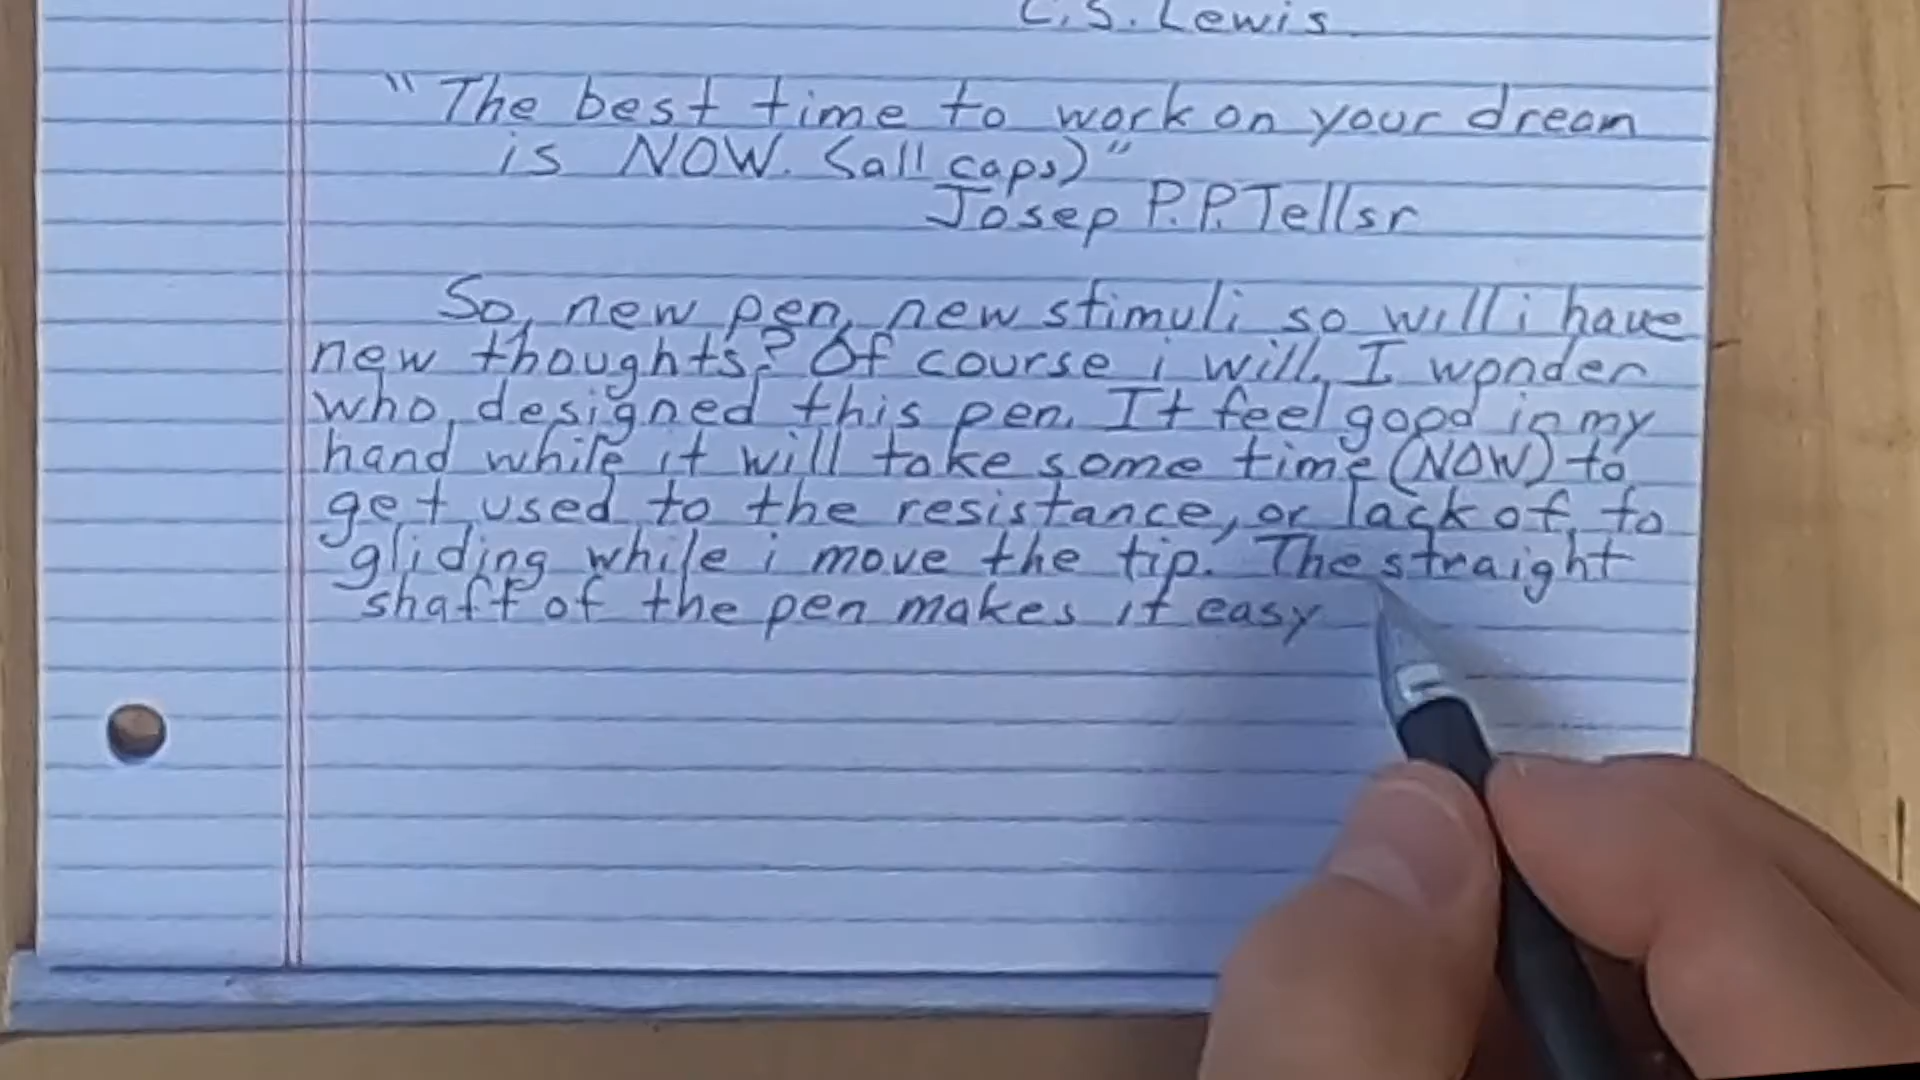 C.S. Lewis
"The best time to work on your dream
is NOW. (all caps)"
Josep P.P. Tellsr
So, new pen, new stimuli so will i have
new thoughts? Of course i will. I wonder
who designed this pen. It feel good in my
hand while it will take some time (NOW) to
get used to the resistance, or lack of, to
gliding while i move the tip. The straight
shaft of the pen makes it easy